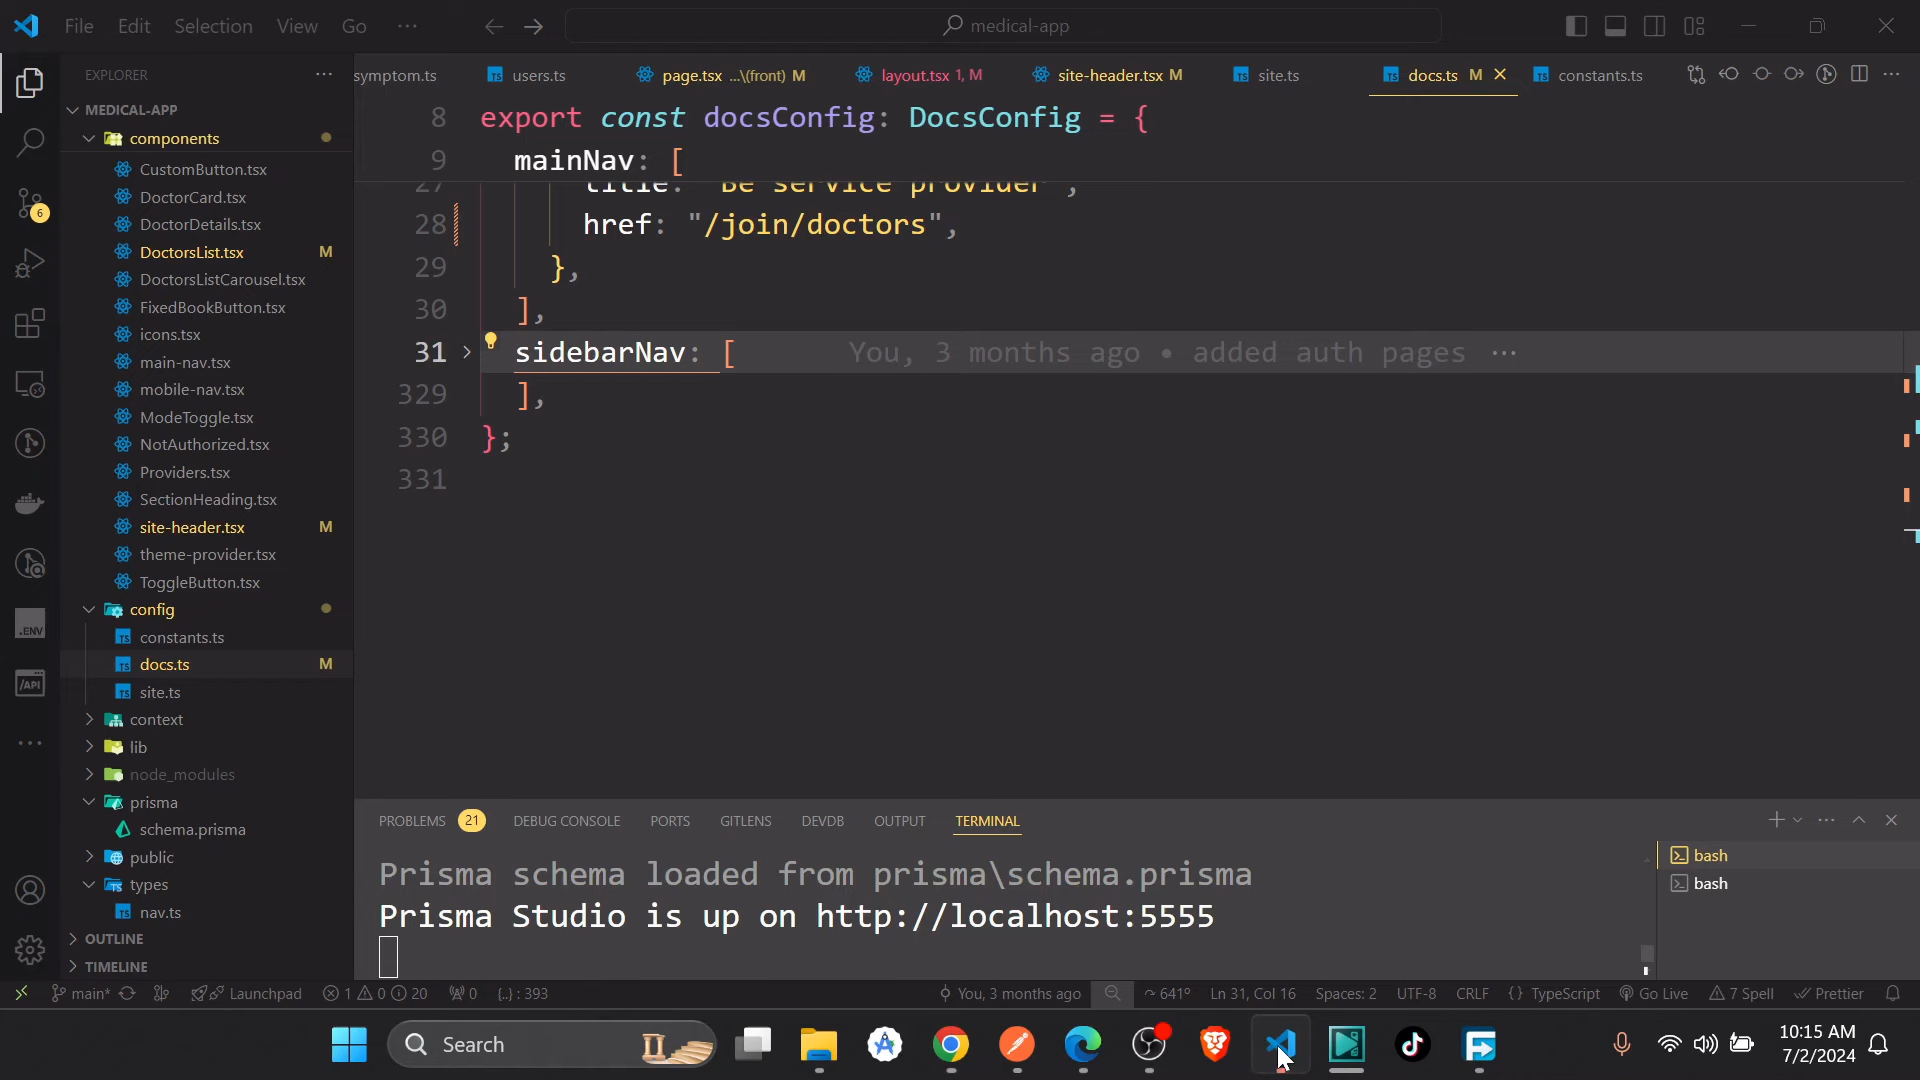 File Edit Selection View Go ··· medical-app
EXPLORER ···
symptom.ts users.ts page.tsx ...\(front) M layout.tsx 1, M site-header.tsx M site.ts docs.ts M constants.ts ···
MEDICAL-APP
components
CustomButton.tsx
DoctorCard.tsx
DoctorDetails.tsx
DoctorsList.tsx M
DoctorsListCarousel.tsx
FixedBookButton.tsx
icons.tsx
main-nav.tsx
mobile-nav.tsx
ModeToggle.tsx
NotAuthorized.tsx
Providers.tsx
SectionHeading.tsx
site-header.tsx M
theme-provider.tsx
ToggleButton.tsx
config
constants.ts
docs.ts M
site.ts
context
lib
node_modules
prisma
schema.prisma
public
types
nav.ts
OUTLINE
TIMELINE
6
.ENV
/API
8 export const docsConfig: DocsConfig = {
9 mainNav: [
27 title: "Be service provider",
28 href: "/join/doctors",
29 },
30 ],
31 sidebarNav: [ You, 3 months ago • added auth pages ···
329 ],
330 };
331
PROBLEMS 21 DEBUG CONSOLE PORTS GITLENS DEVDB OUTPUT TERMINAL
Prisma schema loaded from prisma\schema.prisma
Prisma Studio is up on http://localhost:5555
bash
bash
main* Launchpad 1 0 20 0 {..} : 393 You, 3 months ago 641° Ln 31, Col 16 Spaces: 2 UTF-8 CRLF {} TypeScript Go Live 7 Spell Prettier
Search
10:15 AM
7/2/2024